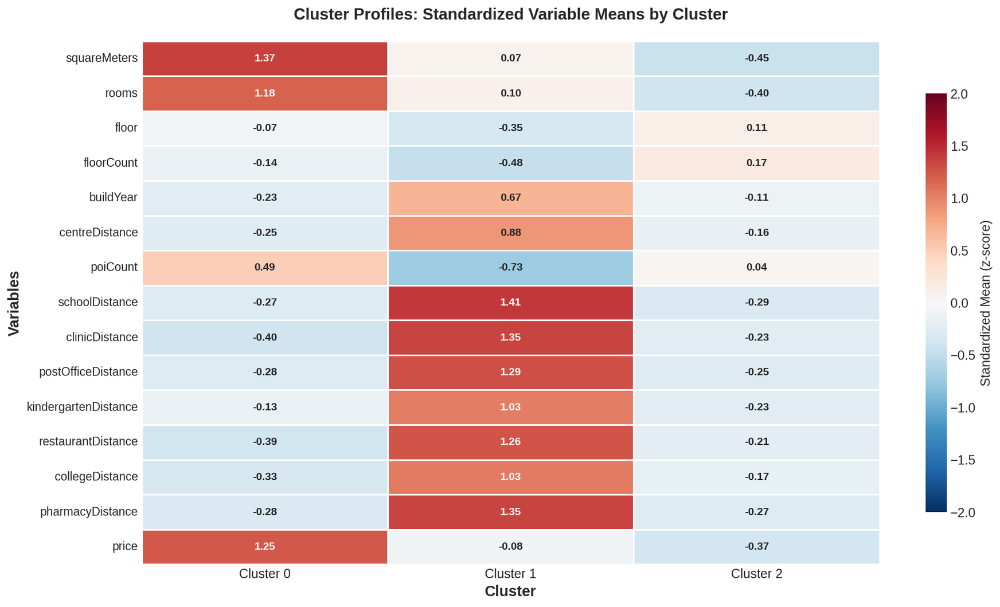 Cluster Profiles: Standardized Variable Means by Cluster
squareMeters 1.37 0.07 -0.45
rooms 1.18 0.10 -0.40
floor -0.07 -0.35 0.11
floorCount -0.14 -0.48 0.17
buildYear -0.23 0.67 -0.11
centreDistance -0.25 0.88 -0.16
poiCount 0.49 -0.73 0.04
schoolDistance -0.27 1.41 -0.29
clinicDistance -0.40 1.35 -0.23
postOfficeDistance -0.28 1.29 -0.25
kindergartenDistance -0.13 1.03 -0.23
restaurantDistance -0.39 1.26 -0.21
collegeDistance -0.33 1.03 -0.17
pharmacyDistance -0.28 1.35 -0.27
price 1.25 -0.08 -0.37
Cluster 0 Cluster 1 Cluster 2
Cluster
Variables
2.0
1.5
1.0
0.5
0.0
−0.5
−1.0
−1.5
−2.0
Standardized Mean (z-score)